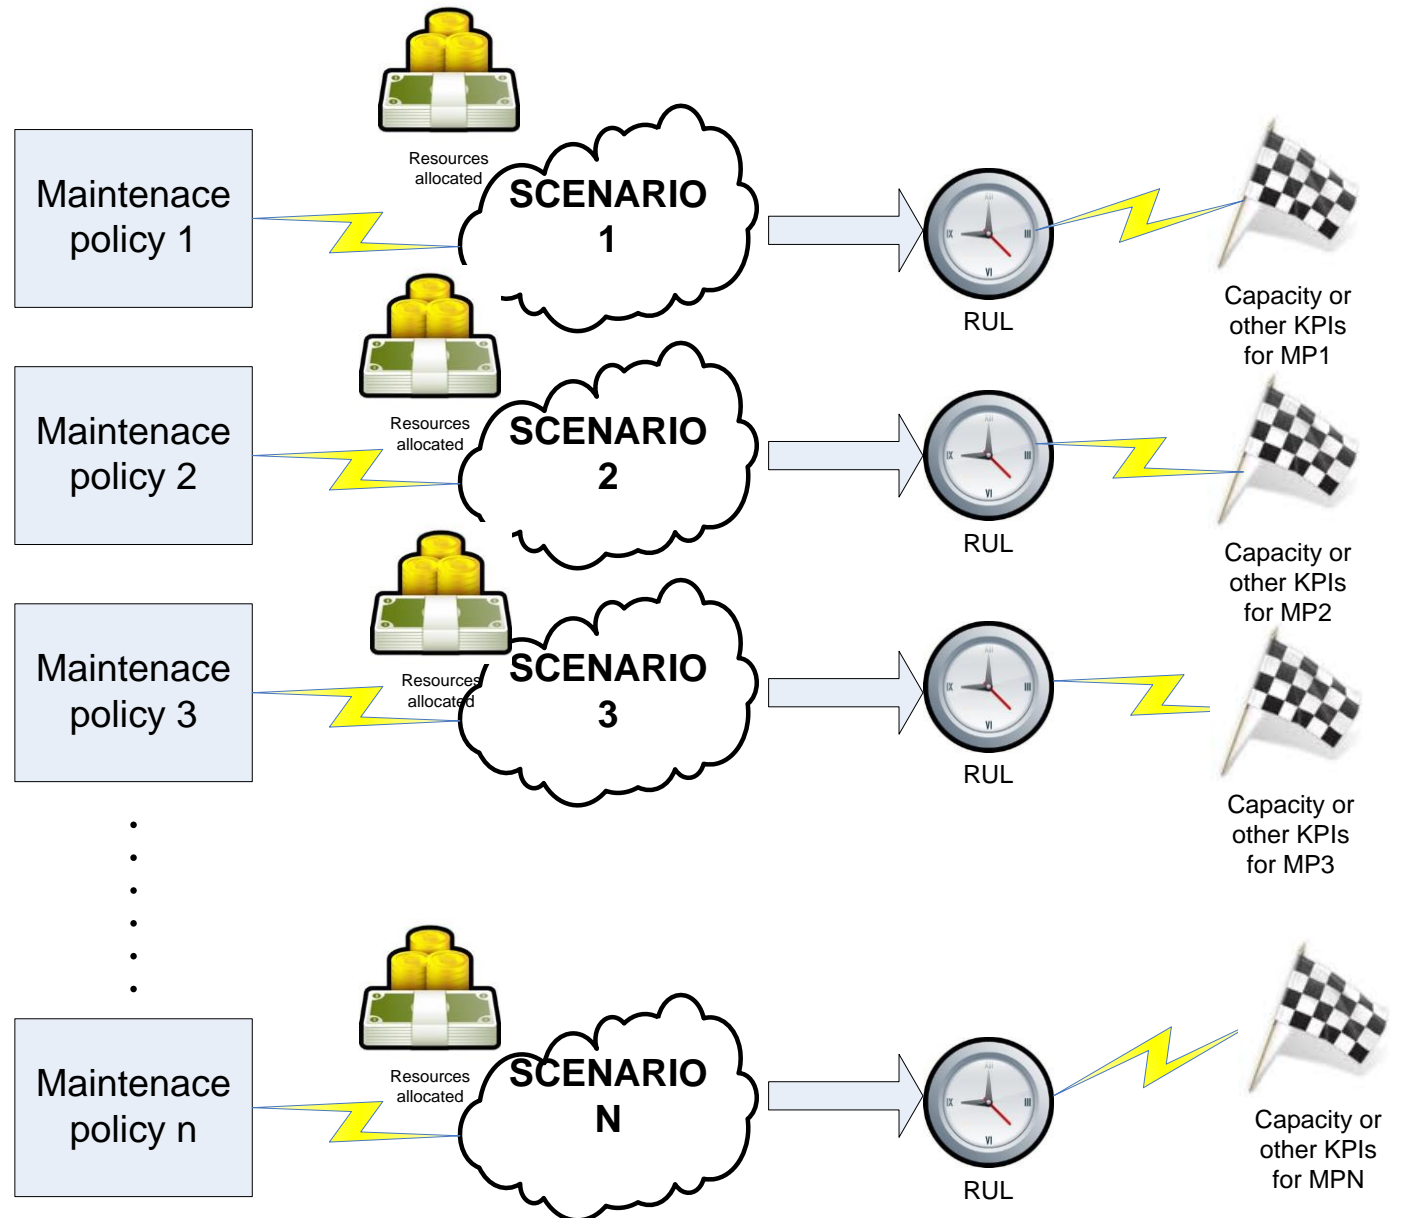 Maintenace
policy 1
Resources
allocated
SCENARIO
1
RUL
Capacity or
other KPIs
for MP1
Maintenace
policy 2
Resources
allocated
SCENARIO
2
RUL
Capacity or
other KPIs
for MP2
Maintenace
policy 3
Resources
allocated
SCENARIO
3
RUL
Capacity or
other KPIs
for MP3
Maintenace
policy n
Resources
allocated
SCENARIO
N
RUL
Capacity or
other KPIs
for MPN